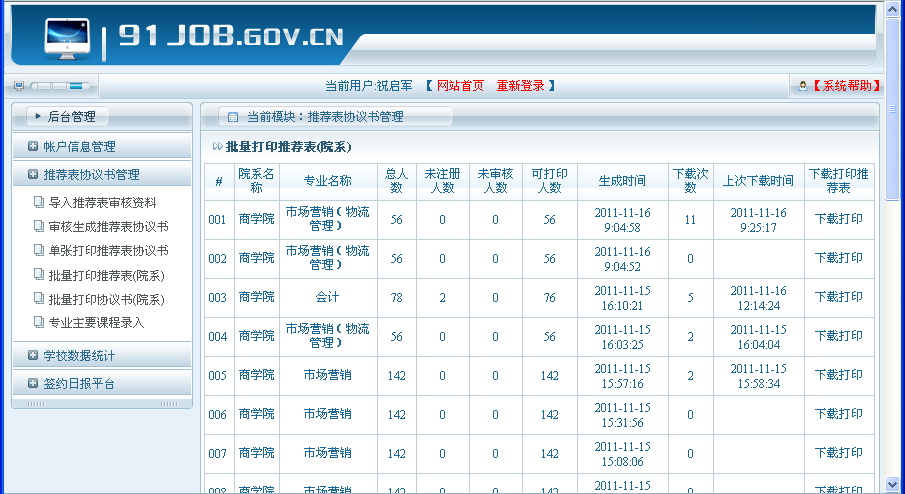 91 JOB.GOV.CN
当前用户:祝启军 【 网站首页 重新登录 】
【系统帮助】
后台管理
帐户信息管理
推荐表协议书管理
导入推荐表审核资料
审核生成推荐表协议书
单张打印推荐表协议书
批量打印推荐表(院系)
批量打印协议书(院系)
专业主要课程录入
学校数据统计
签约日报平台
当前模块：推荐表协议书管理
批量打印推荐表(院系)
# 院系名称 专业名称 总人数 未注册人数 未审核人数 可打印人数 生成时间 下载次数 上次下载时间 下载打印推荐表
001 商学院 市场营销（物流管理） 56 0 0 56 2011-11-16 9:04:58 11 2011-11-16 9:25:17 下载打印
002 商学院 市场营销（物流管理） 56 0 0 56 2011-11-16 9:04:52 0 下载打印
003 商学院 会计 78 2 0 76 2011-11-15 16:10:21 5 2011-11-16 12:14:24 下载打印
004 商学院 市场营销（物流管理） 56 0 0 56 2011-11-15 16:03:25 2 2011-11-15 16:04:04 下载打印
005 商学院 市场营销 142 0 0 142 2011-11-15 15:57:16 2 2011-11-15 15:58:34 下载打印
006 商学院 市场营销 142 0 0 142 2011-11-15 15:31:56 0 下载打印
007 商学院 市场营销 142 0 0 142 2011-11-15 15:08:06 0 下载打印
008 商学院 市场营销 142 0 0 142 2011-11-15 0 下载打印